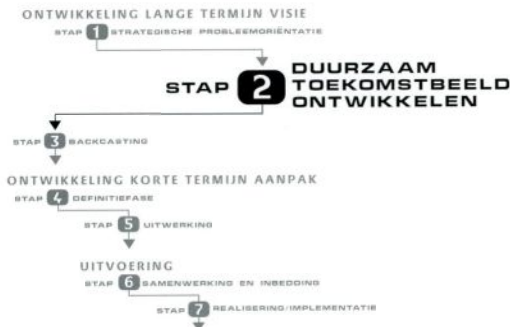 ONTWIKKELING LANGE TERMIJN VISIE
STAP 1 STRATEGISCHE PROBLEEMORIËNTATIE
STAP 2 DUURZAAM
TOEKOMSTBEELD
ONTWIKKELEN
STAP 3 BACKCASTING
ONTWIKKELING KORTE TERMIJN AANPAK
STAP 4 DEFINITIEFASE
STAP 5 UITWERKING
UITVOERING
STAP 6 SAMENWERKING EN INBEDDING
STAP 7 REALISERING/IMPLEMENTATIE